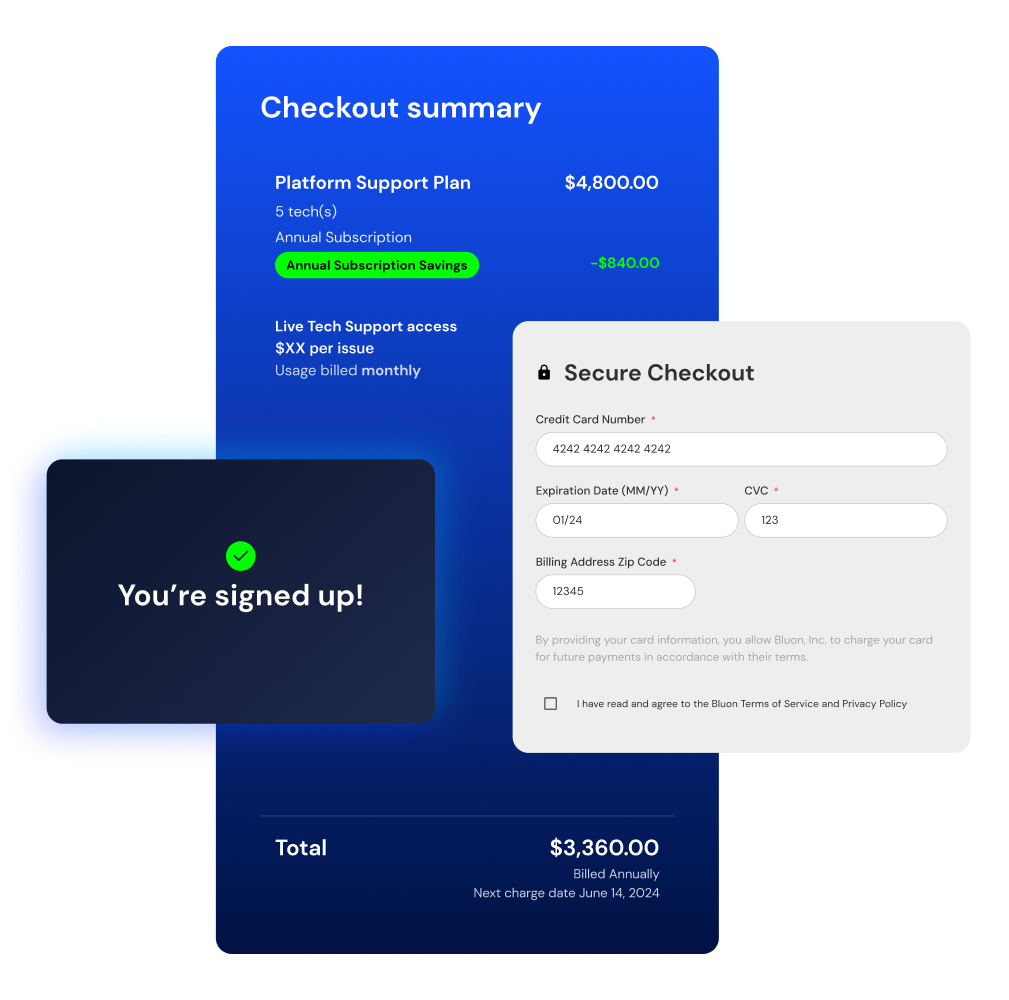 Checkout summary
Platform Support Plan $4,800.00
5 tech(s)
Annual Subscription
Annual Subscription Savings -$840.00
Live Tech Support access
$XX per issue
Usage billed monthly
Secure Checkout
Credit Card Number *
4242 4242 4242 4242
Expiration Date (MM/YY) * CVC *
01/24 123
Billing Address Zip Code *
12345
By providing your card information, you allow Bluon, Inc. to charge your card
for future payments in accordance with their terms.
I have read and agree to the Bluon Terms of Service and Privacy Policy
You’re signed up!
Total $3,360.00
Billed Annually
Next charge date June 14, 2024